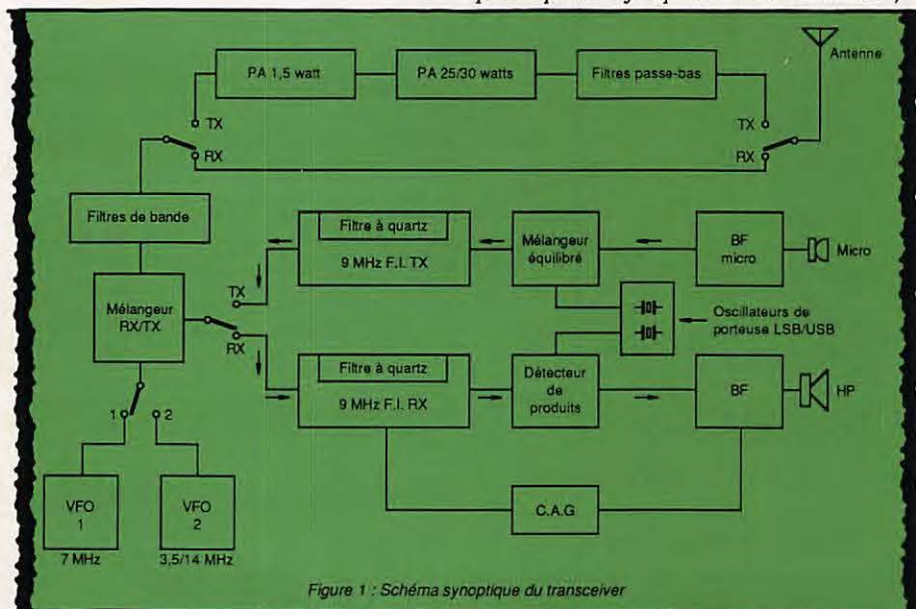 PA 1,5 watt
PA 25/30 watts
Filtres passe-bas
Antenne
TX
RX
TX
RX
Filtres de bande
Filtre à quartz
9 MHz F.I. TX
Mélangeur
équilibré
BF
micro
Micro
Mélangeur
RX/TX
TX
RX
Oscillateurs de
porteuse LSB/USB
Filtre à quartz
9 MHz F.I. RX
Détecteur
de
produits
BF
HP
1
2
VFO
1
7 MHz
VFO
2
3,5/14 MHz
C.A.G
Figure 1 : Schéma synoptique du transceiver